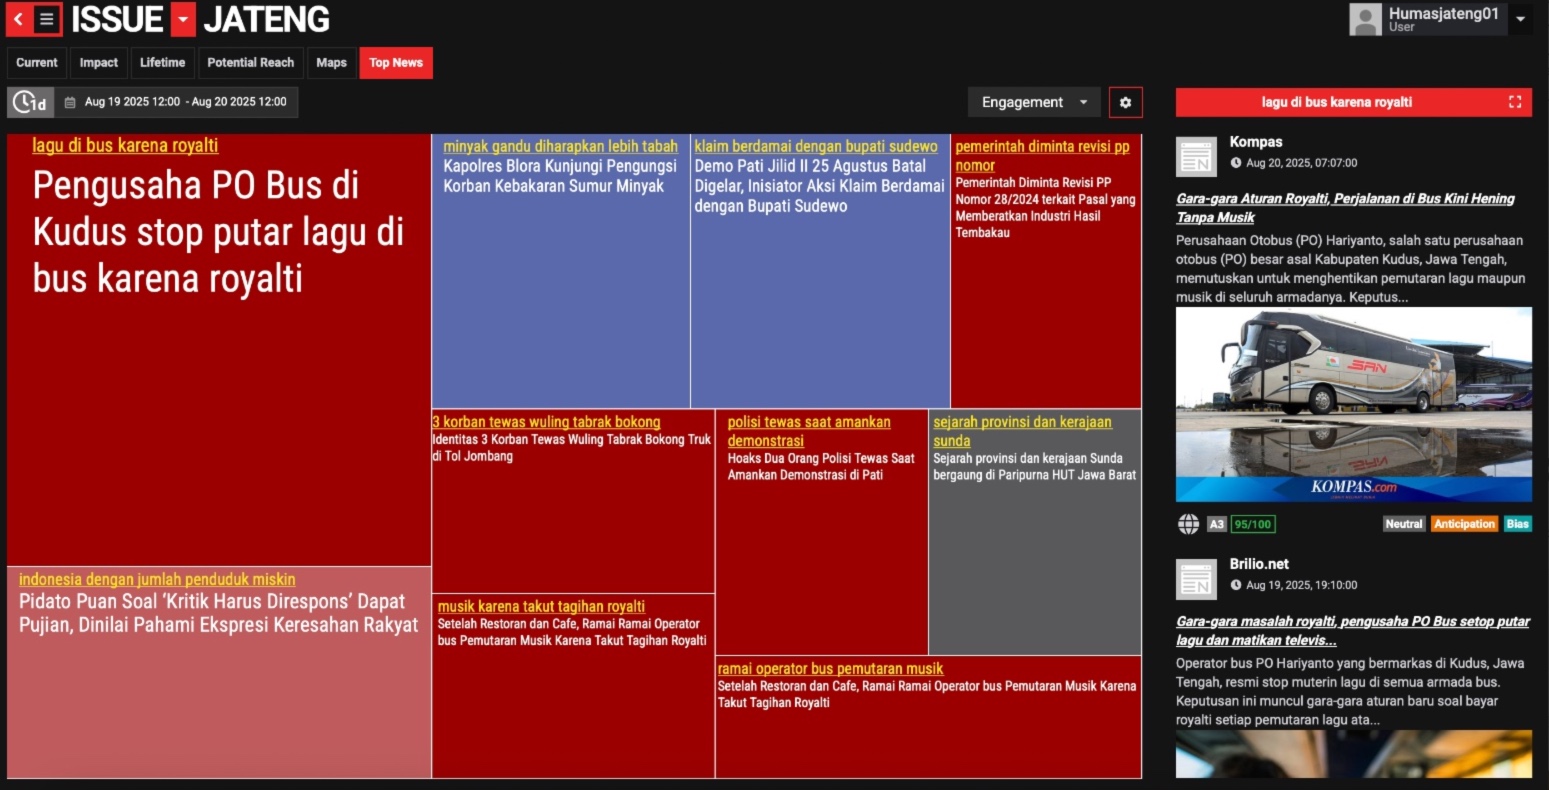 ISSUE JATENG
Humasjateng01
User
Current
Impact
Lifetime
Potential Reach
Maps
Top News
1d
Aug 19 2025 12:00 - Aug 20 2025 12:00
Engagement
lagu di bus karena royalti
Pengusaha PO Bus di
Kudus stop putar lagu di
bus karena royalti
indonesia dengan jumlah penduduk miskin
Pidato Puan Soal ‘Kritik Harus Direspons’ Dapat
Pujian, Dinilai Pahami Ekspresi Keresahan Rakyat
minyak gandu diharapkan lebih tabah
Kapolres Blora Kunjungi Pengungsi
Korban Kebakaran Sumur Minyak
klaim berdamai dengan bupati sudewo
Demo Pati Jilid II 25 Agustus Batal
Digelar, Inisiator Aksi Klaim Berdamai
dengan Bupati Sudewo
pemerintah diminta revisi pp
nomor
Pemerintah Diminta Revisi PP
Nomor 28/2024 terkait Pasal yang
Memberatkan Industri Hasil
Tembakau
3 korban tewas wuling tabrak bokong
Identitas 3 Korban Tewas Wuling Tabrak Bokong Truk
di Tol Jombang
musik karena takut tagihan royalti
Setelah Restoran dan Cafe, Ramai Ramai Operator
bus Pemutaran Musik Karena Takut Tagihan Royalti
polisi tewas saat amankan
demonstrasi
Hoaks Dua Orang Polisi Tewas Saat
Amankan Demonstrasi di Pati
sejarah provinsi dan kerajaan
sunda
Sejarah provinsi dan kerajaan Sunda
bergaung di Paripurna HUT Jawa Barat
ramai operator bus pemutaran musik
Setelah Restoran dan Cafe, Ramai Ramai Operator bus Pemutaran Musik Karena
Takut Tagihan Royalti
lagu di bus karena royalti
Kompas
Aug 20, 2025, 07:07:00
Gara-gara Aturan Royalti, Perjalanan di Bus Kini Hening
Tanpa Musik
Perusahaan Otobus (PO) Hariyanto, salah satu perusahaan
otobus (PO) besar asal Kabupaten Kudus, Jawa Tengah,
memutuskan untuk menghentikan pemutaran lagu maupun
musik di seluruh armadanya. Keputus...
SAN
KOMPAS.com
A3
95/100
Neutral
Anticipation
Bias
Brilio.net
Aug 19, 2025, 19:10:00
Gara-gara masalah royalti, pengusaha PO Bus setop putar
lagu dan matikan televis...
Operator bus PO Hariyanto yang bermarkas di Kudus, Jawa
Tengah, resmi stop muterin lagu di semua armada bus.
Keputusan ini muncul gara-gara aturan baru soal bayar
royalti setiap pemutaran lagu ata...